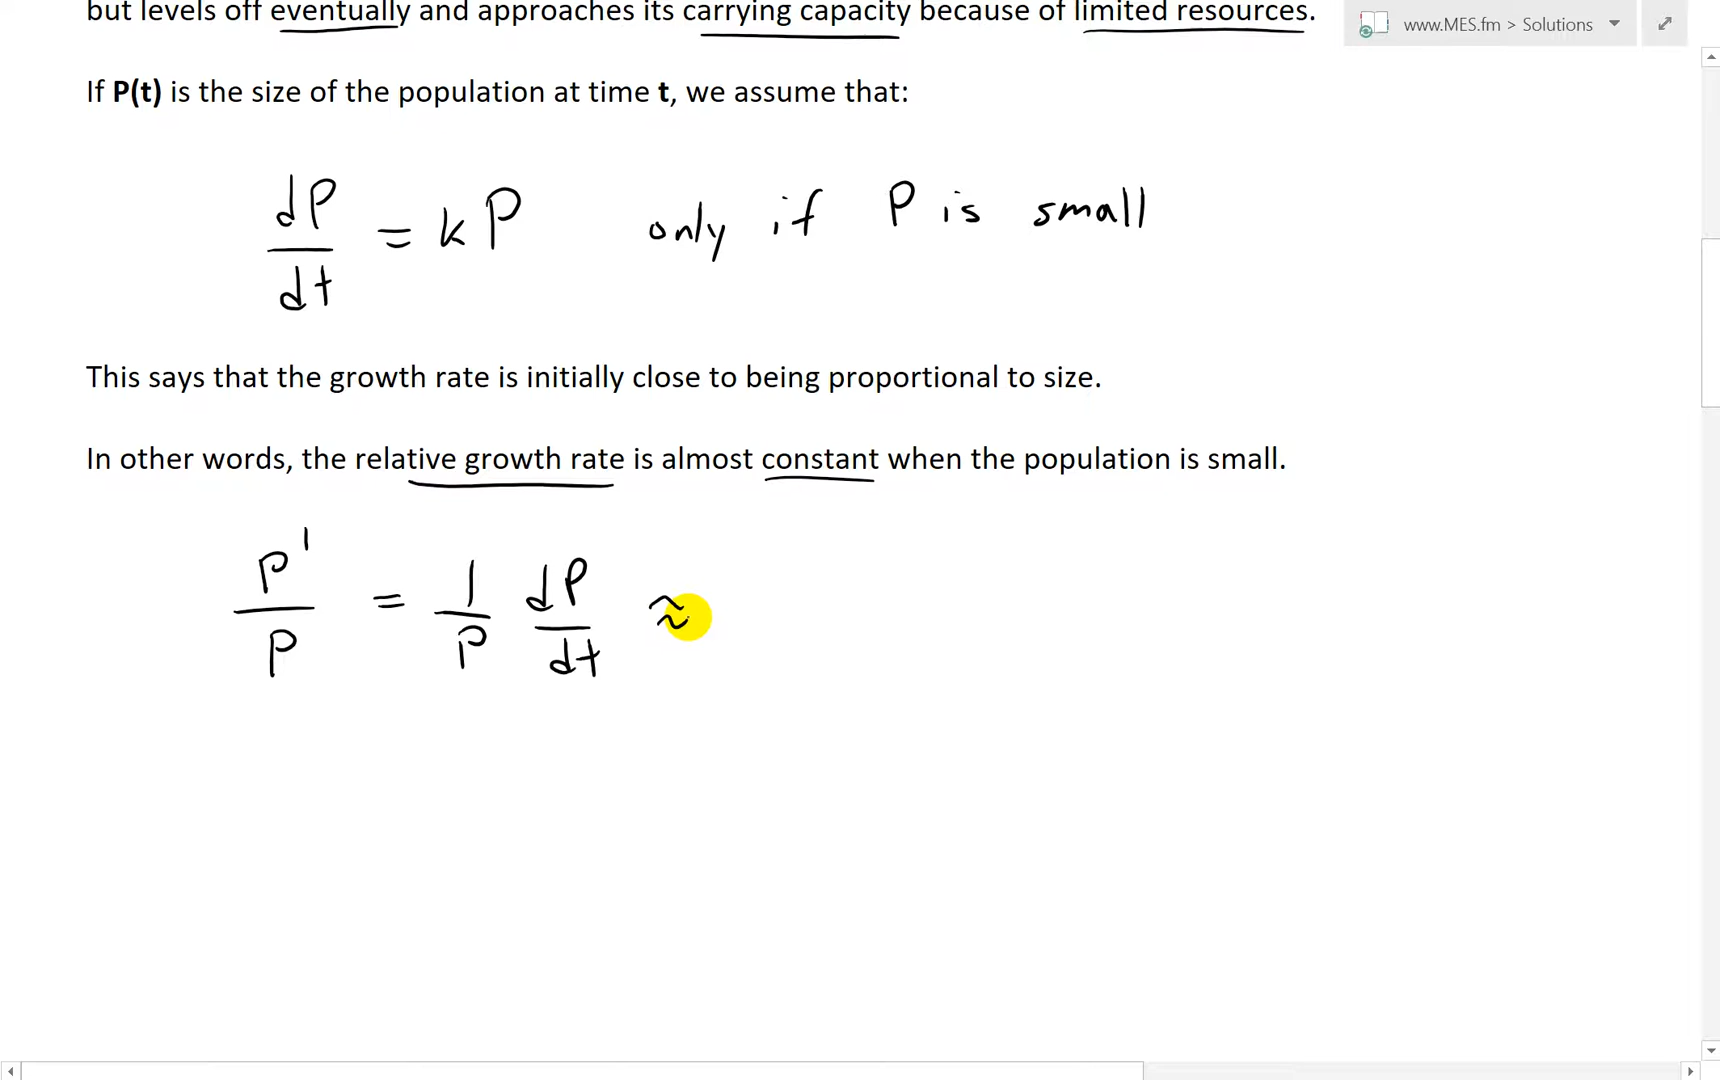 but levels off eventually and approaches its carrying capacity because of limited resources.
www.MES.fm > Solutions
If P(t) is the size of the population at time t, we assume that:
dP/dt = kP only if P is small
This says that the growth rate is initially close to being proportional to size.
In other words, the relative growth rate is almost constant when the population is small.
P'/P = 1/P dP/dt ≈